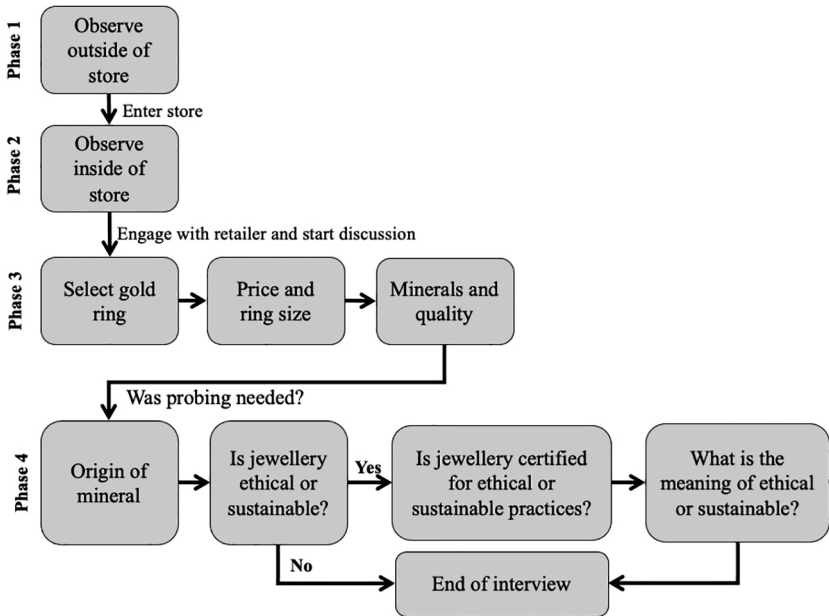 Phase 1
Observe
outside of
store
Enter store
Phase 2
Observe
inside of
store
Engage with retailer and start discussion
Phase 3
Select gold
ring
Price and
ring size
Minerals and
quality
Was probing needed?
Phase 4
Origin of
mineral
Is jewellery
ethical or
sustainable?
Yes
Is jewellery certified
for ethical or
sustainable practices?
What is the
meaning of ethical
or sustainable?
No
End of interview